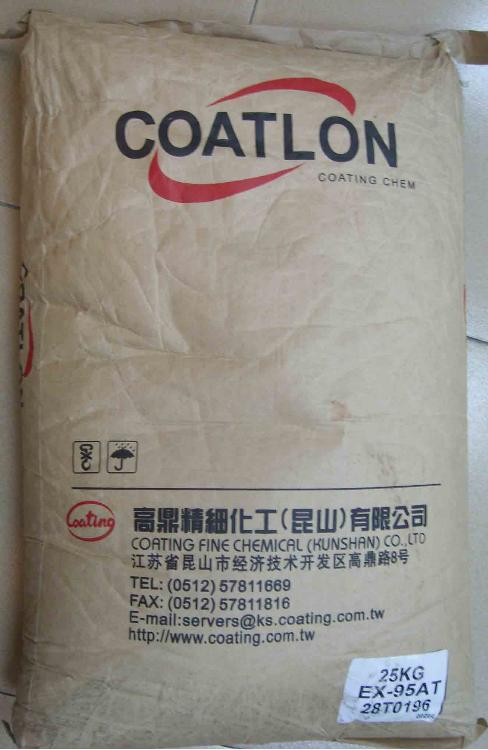 COATLON
COATING CHEM
COATLON
Coating
高鼎精细化工(昆山)有限公司
COATING FINE CHEMICAL (KUNSHAN) CO.,LTD
江苏省昆山市经济技术开发区高鼎路8号
TEL: (0512) 57811669
FAX: (0512) 57811816
E-mail:servers@ks.coating.com.tw
http://www.coating.com.tw
25KG
EX-95AT
28T0196